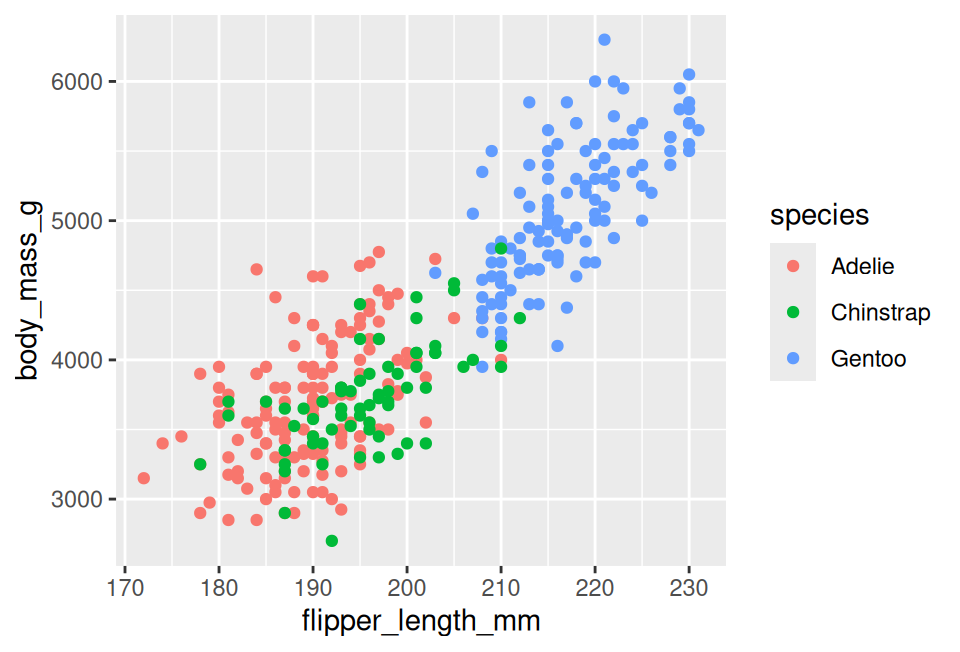 6000
5000
4000
3000
body_mass_g
170 180 190 200 210 220 230
flipper_length_mm
species
Adelie
Chinstrap
Gentoo